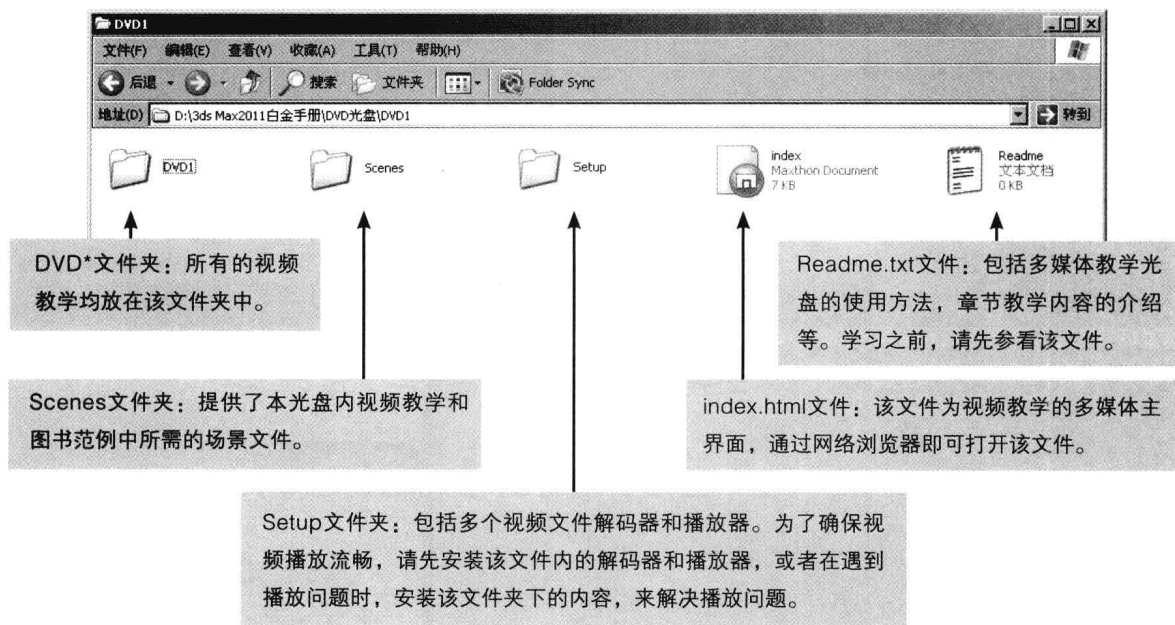 DVD1
文件(F) 编辑(E) 查看(V) 收藏(A) 工具(T) 帮助(H)
后退 搜索 文件夹 Folder Sync
地址(D) D:\3ds Max2011白金手册\DVD光盘\DVD1 转到
DVD1
Scenes
Setup
index
Maxthon Document
7 KB
Readme
文本文档
0 KB
DVD*文件夹：所有的视频
教学均放在该文件夹中。
Readme.txt文件：包括多媒体教学光
盘的使用方法，章节教学内容的介绍
等。学习之前，请先参看该文件。
Scenes文件夹：提供了本光盘内视频教学和
图书范例中所需的场景文件。
index.html文件：该文件为视频教学的多媒体主
界面，通过网络浏览器即可打开该文件。
Setup文件夹：包括多个视频文件解码器和播放器。为了确保视
频播放流畅，请先安装该文件内的解码器和播放器，或者在遇到
播放问题时，安装该文件夹下的内容，来解决播放问题。